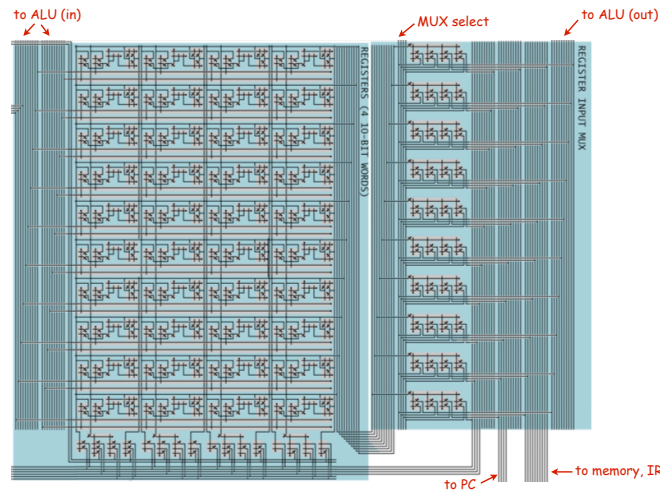 to ALU (in)
MUX select
to ALU (out)
REGISTERS (4 10-BIT WORDS)
REGISTER INPUT MUX
to PC
to memory, IR